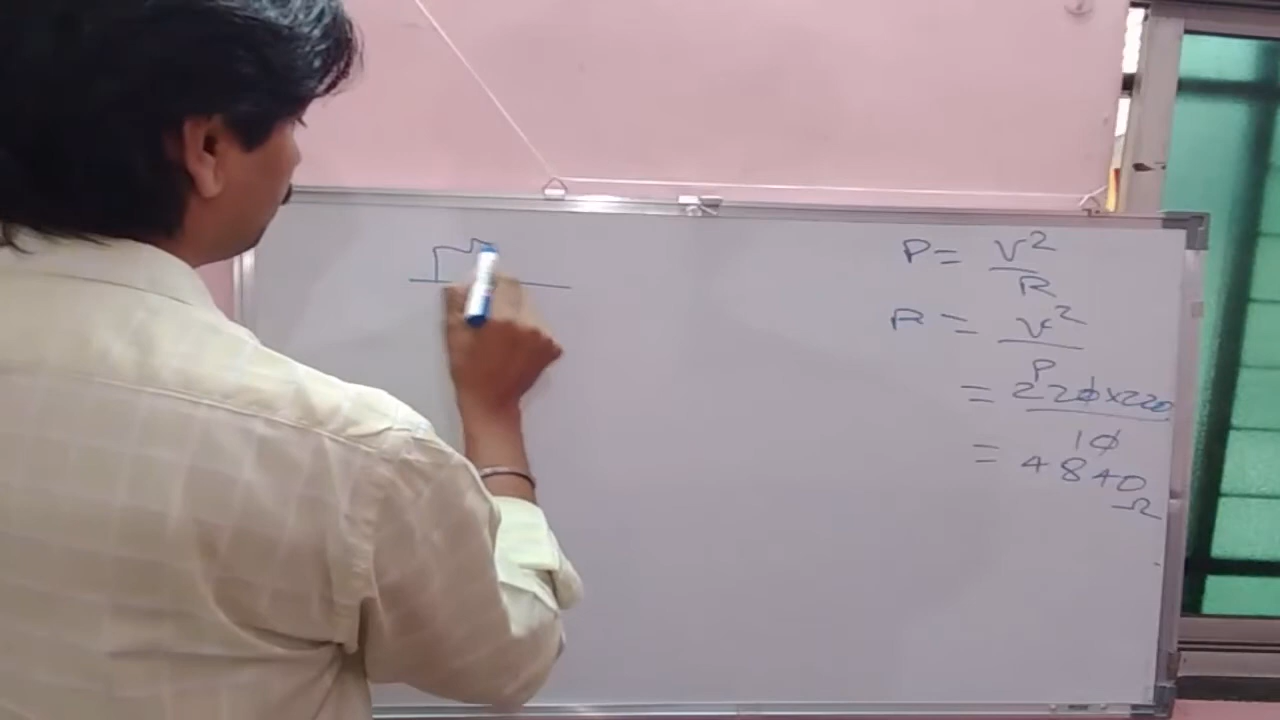 P = V²/R
R = V²/P
= 220x220/10
= 4840
Ω